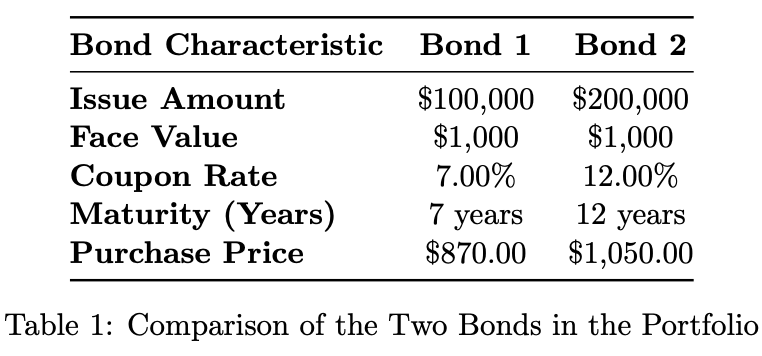 Bond Characteristic Bond 1 Bond 2
Issue Amount $100,000 $200,000
Face Value $1,000 $1,000
Coupon Rate 7.00% 12.00%
Maturity (Years) 7 years 12 years
Purchase Price $870.00 $1,050.00
Table 1: Comparison of the Two Bonds in the Portfolio